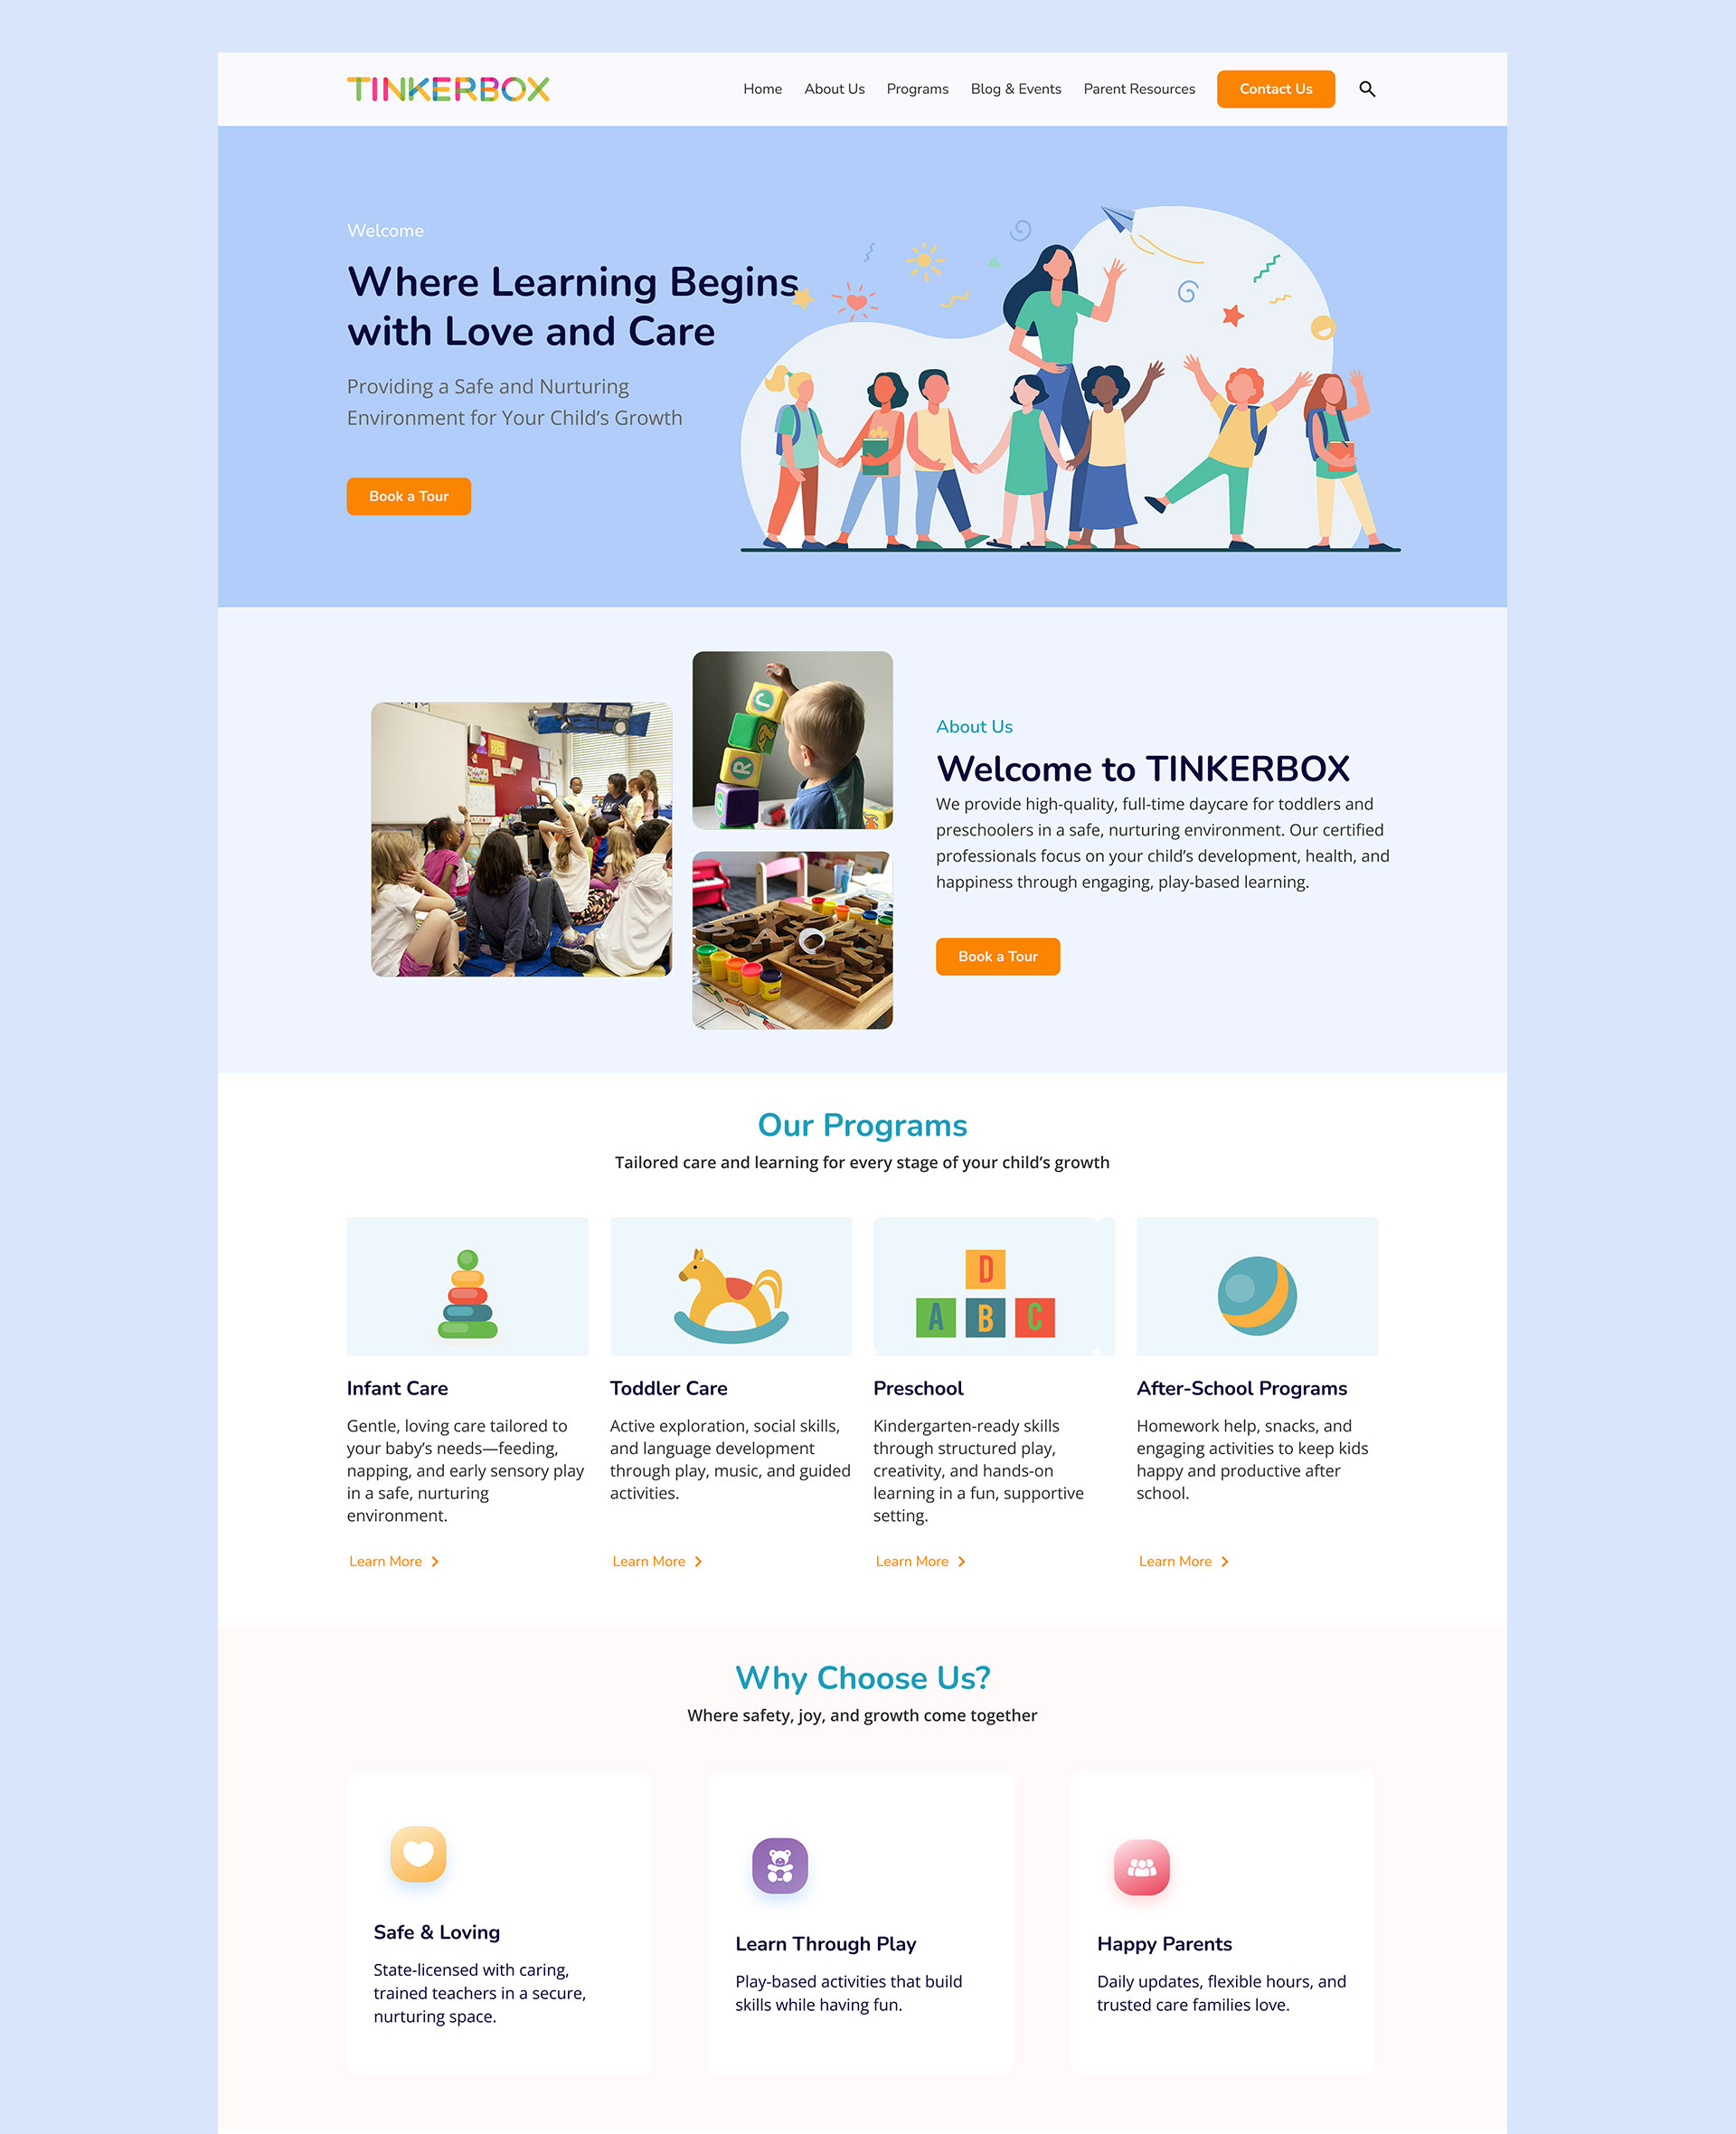 TINKERBOX
Home
About Us
Programs
Blog & Events
Parent Resources
Contact Us
Welcome
Where Learning Begins
with Love and Care
Providing a Safe and Nurturing
Environment for Your Child’s Growth
Book a Tour
About Us
Welcome to TINKERBOX
We provide high-quality, full-time daycare for toddlers and
preschoolers in a safe, nurturing environment. Our certified
professionals focus on your child’s development, health, and
happiness through engaging, play-based learning.
Book a Tour
Our Programs
Tailored care and learning for every stage of your child’s growth
D
A B C
Infant Care
Gentle, loving care tailored to
your baby’s needs—feeding,
napping, and early sensory play
in a safe, nurturing
environment.
Learn More
Toddler Care
Active exploration, social skills,
and language development
through play, music, and guided
activities.
Learn More
Preschool
Kindergarten-ready skills
through structured play,
creativity, and hands-on
learning in a fun, supportive
setting.
Learn More
After-School Programs
Homework help, snacks, and
engaging activities to keep kids
happy and productive after
school.
Learn More
Why Choose Us?
Where safety, joy, and growth come together
Safe & Loving
State-licensed with caring,
trained teachers in a secure,
nurturing space.
Learn Through Play
Play-based activities that build
skills while having fun.
Happy Parents
Daily updates, flexible hours, and
trusted care families love.